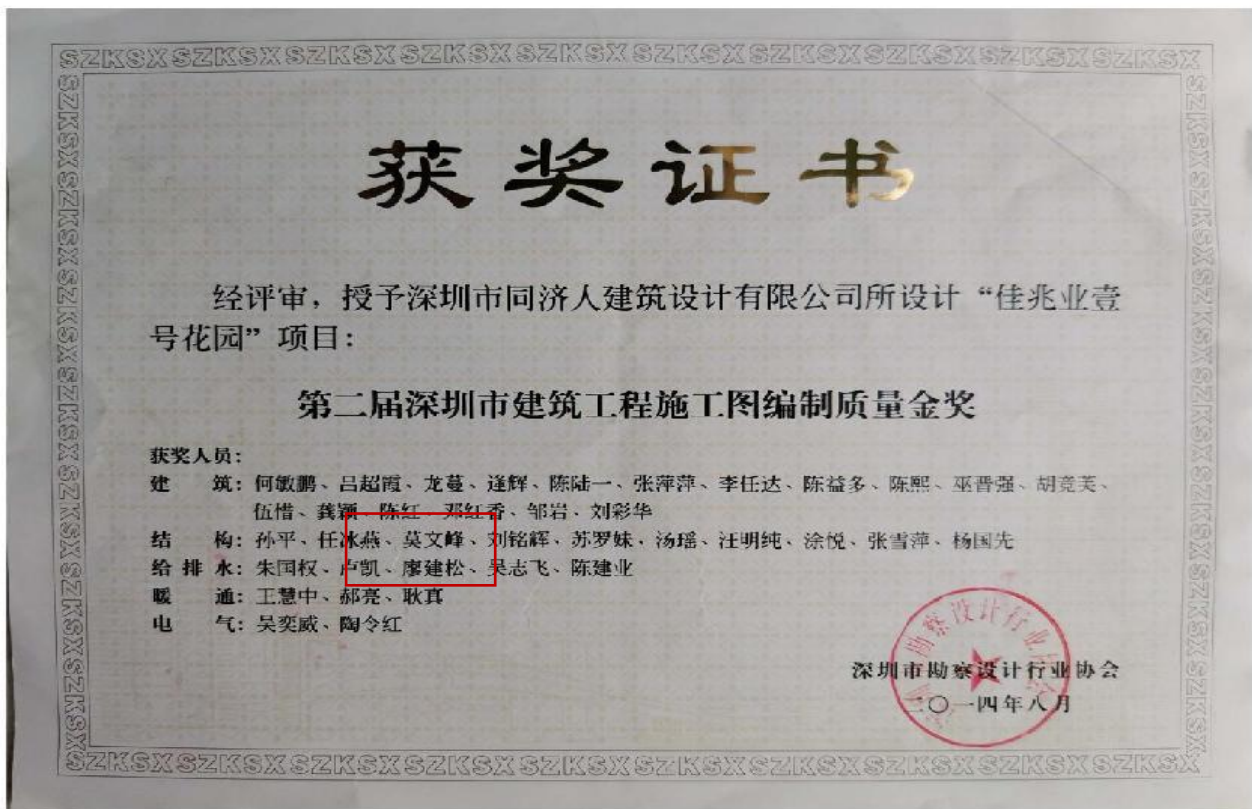 SZKSXSZKSXSZKSXSZKSXSZKSXSZKSXSZKSXSZKSXSZKSXSZKSX
获奖证书
经评审，授予深圳市同济人建筑设计有限公司所设计“佳兆业壹
号花园”项目：
第二届深圳市建筑工程施工图编制质量金奖
获奖人员：
建 筑：何敏鹏、吕超霞、龙蔓、逄辉、陈陆一、张萍萍、李任达、陈益多、陈熙、巫晋强、胡竞芙、
伍惜、龚颖、陈红、邓红香、邹岩、刘彩华
结 构：孙平、任冰燕、莫文峰、刘铭辉、苏罗妹、汤瑶、汪明纯、涂悦、张雪萍、杨国先
给 排 水：朱国权、卢凯、廖建松、吴志飞、陈建业
暖 通：王慧中、郝亮、耿真
电 气：吴奕威、陶令红
深圳市勘察设计行业协会
二〇一四年八月